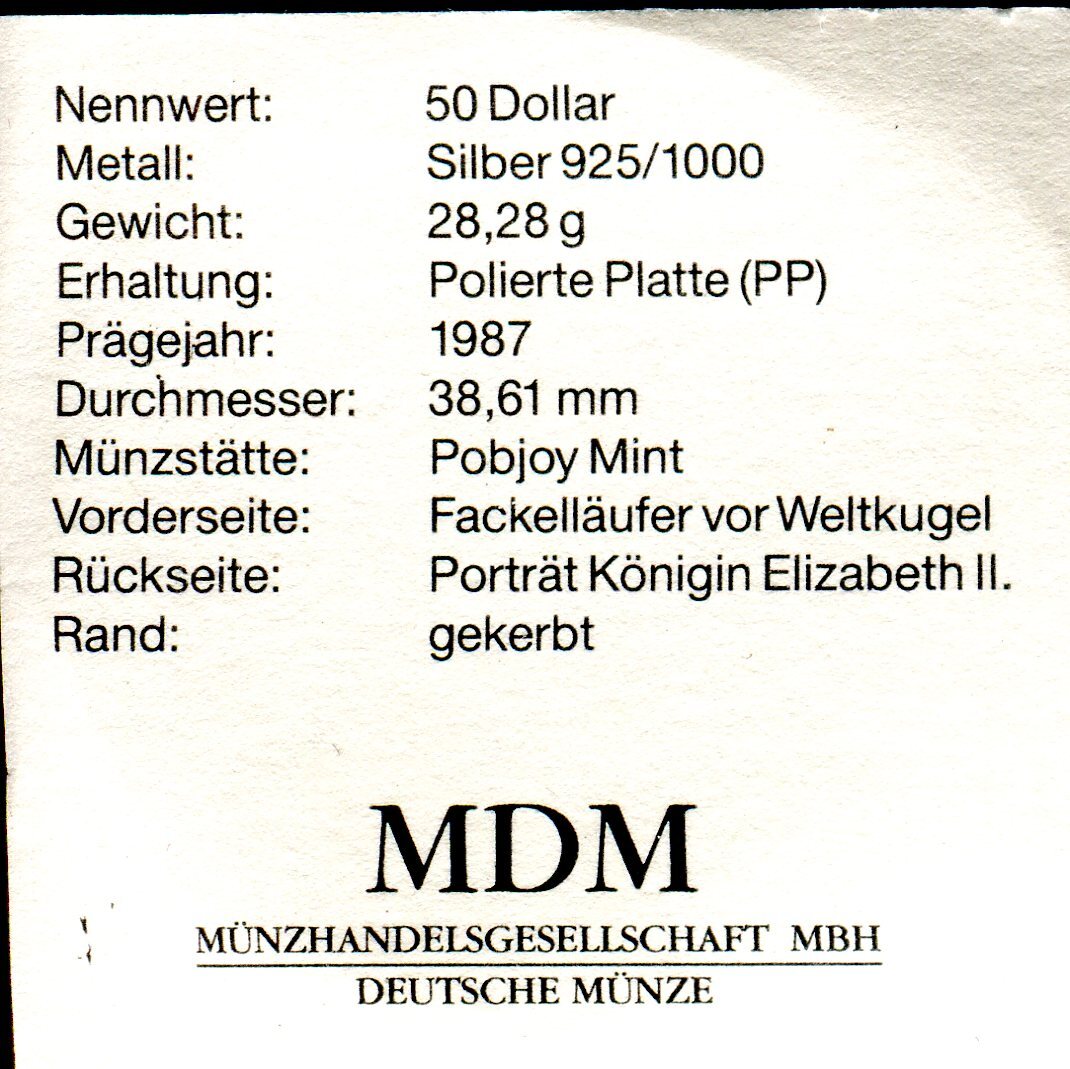 Nennwert: 50 Dollar
Metall: Silber 925/1000
Gewicht: 28,28 g
Erhaltung: Polierte Platte (PP)
Prägejahr: 1987
Durchmesser: 38,61 mm
Münzstätte: Pobjoy Mint
Vorderseite: Fackelläufer vor Weltkugel
Rückseite: Porträt Königin Elizabeth II.
Rand: gekerbt
MDM
MÜNZHANDELSGESELLSCHAFT MBH
DEUTSCHE MÜNZE